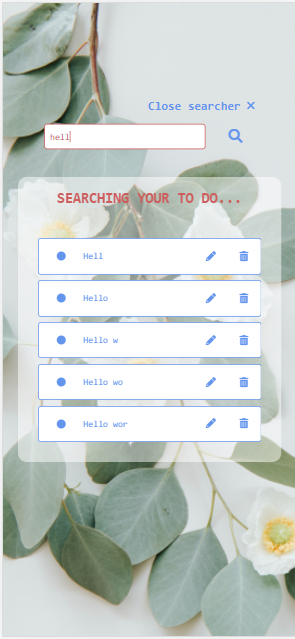 Close searcher ×
hell
SEARCHING YOUR TO DO...
Hell
Hello
Hello w
Hello wo
Hello wor